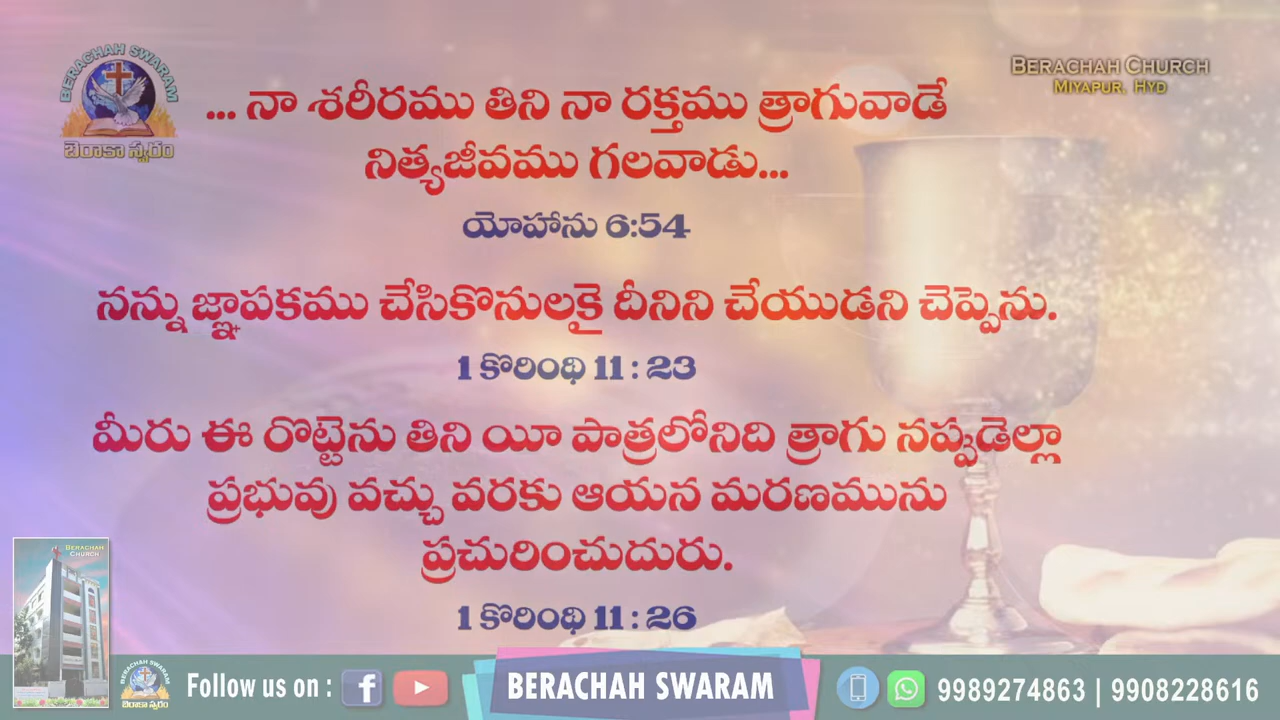 BERACHAH SWARAM
బెరాకా స్వరం
BERACHAH CHURCH
MIYAPUR, HYD
... నా శరీరము తిని నా రక్తము త్రాగువాడే
నిత్యజీవము గలవాడు...
యోహాను 6:54
నన్ను జ్ఞాపకము చేసికొనులకై దీనిని చేయుడని చెప్పెను.
1 కొరింథి 11 : 23
మీరు ఈ రొట్టెను తిని యీ పాత్రలోనిది త్రాగు నప్పుడెల్లా
ప్రభువు వచ్చు వరకు ఆయన మరణమును
ప్రచురించుదురు.
1 కొరింథి 11 : 26
BERACHAH
CHURCH
BERACHAH SWARAM
బెరాకా స్వరం
Follow us on :
BERACHAH SWARAM
9989274863 | 9908228616